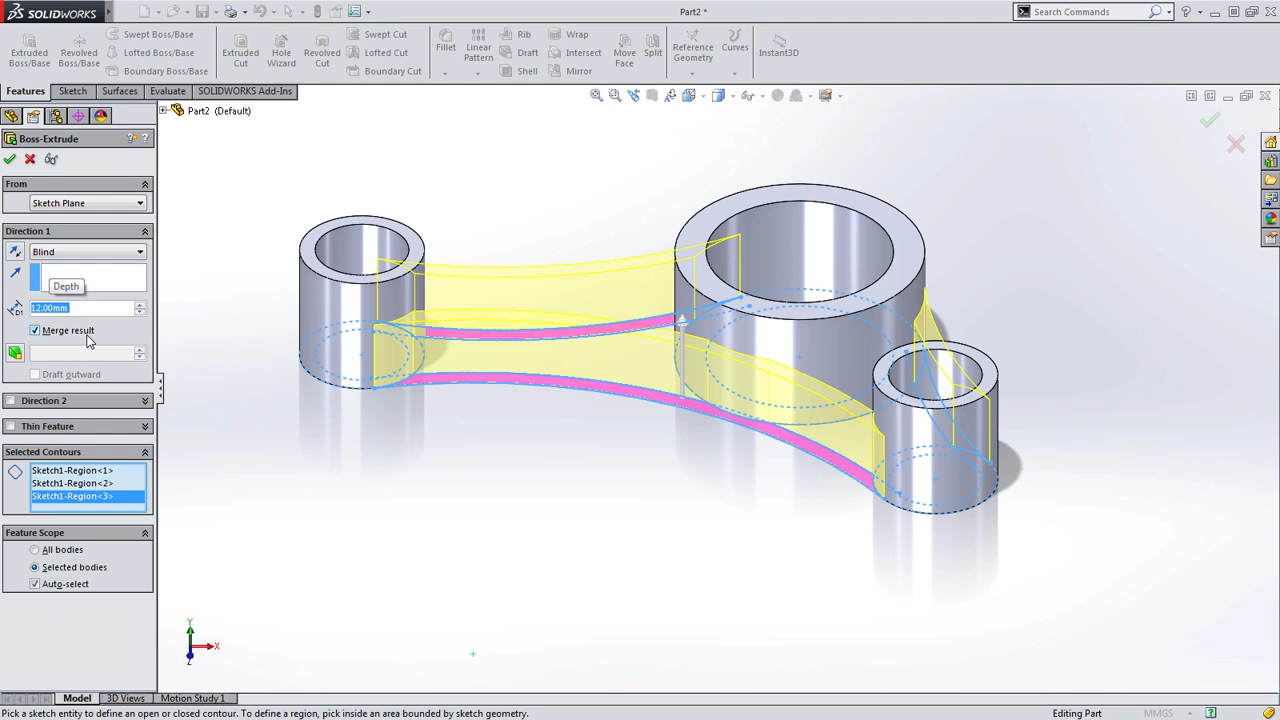 SOLIDWORKS
Part2 *
Search Commands
?
Extruded Boss/Base
Revolved Boss/Base
Swept Boss/Base
Lofted Boss/Base
Boundary Boss/Base
Extruded Cut
Hole Wizard
Revolved Cut
Swept Cut
Lofted Cut
Boundary Cut
Fillet
Linear Pattern
Rib
Draft
Shell
Wrap
Intersect
Mirror
Move Face
Split
Reference Geometry
Curves
Instant3D
Features
Sketch
Surfaces
Evaluate
SOLIDWORKS Add-Ins
Part2 (Default)
Boss-Extrude
From
Sketch Plane
Direction 1
Blind
Depth
D1
12.00mm
Merge result
Draft outward
Direction 2
Thin Feature
Selected Contours
Sketch1-Region<1>
Sketch1-Region<2>
Sketch1-Region<3>
Feature Scope
All bodies
Selected bodies
Auto-select
Y
X
Z
Model
3D Views
Motion Study 1
Pick a sketch entity to define an open or closed contour. To define a region, pick inside an area bounded by sketch geometry.
Editing Part
MMGS